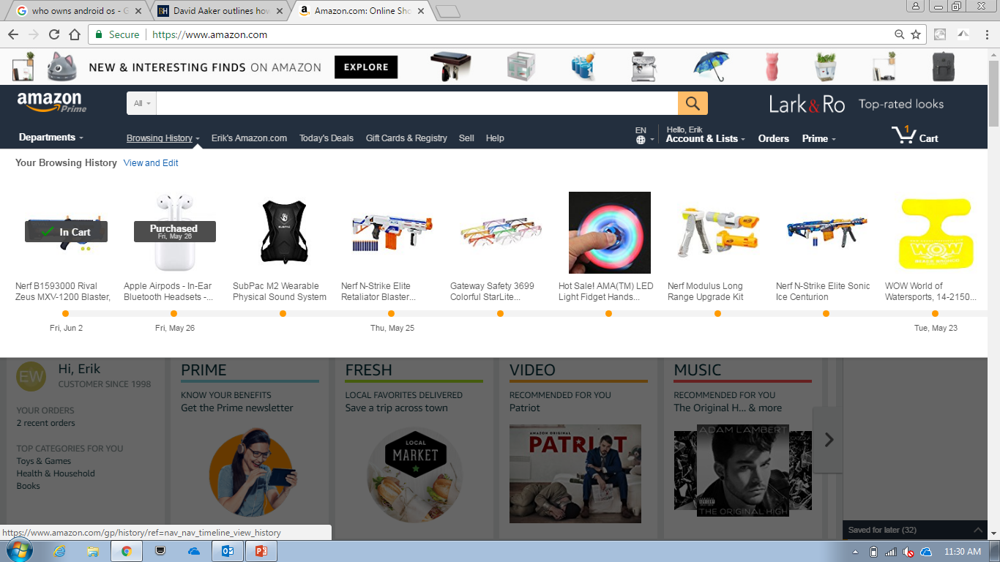 who owns android os - G
David Aaker outlines how
Amazon.com: Online Sho
Secure
https://www.amazon.com
NEW & INTERESTING FINDS ON AMAZON
EXPLORE
amazon
Prime
All
Lark & Ro
Top-rated looks
Departments
Browsing History
Erik's Amazon.com
Today's Deals
Gift Cards & Registry
Sell
Help
EN
Hello, Erik
Account & Lists
Orders
Prime
1
Cart
Your Browsing History
View and Edit
In Cart
Nerf B1593000 Rival
Zeus MXV-1200 Blaster,
Fri, Jun 2
Purchased
Fri, May 26
Apple Airpods - In-Ear
Bluetooth Headsets -...
Fri, May 26
SUBPAC
SubPac M2 Wearable
Physical Sound System
Nerf N-Strike Elite
Retaliator Blaster...
Thu, May 25
Gateway Safety 3699
Colorful StarLite...
Hot Sale! AMA(TM) LED
Light Fidget Hands...
Nerf Modulus Long
Range Upgrade Kit
Nerf N-Strike Elite Sonic
Ice Centurion
WOW
WOW World of
Watersports, 14-2150...
Tue, May 23
EW
Hi, Erik
CUSTOMER SINCE 1998
YOUR ORDERS
2 recent orders
TOP CATEGORIES FOR YOU
Toys & Games
Health & Household
Books
PRIME
KNOW YOUR BENEFITS
Get the Prime newsletter
FRESH
LOCAL FAVORITES DELIVERED
Save a trip across town
LOCAL
MARKET
VIDEO
RECOMMENDED FOR YOU
Patriot
AMAZON ORIGINAL
PATRIOT
MUSIC
RECOMMENDED FOR YOU
The Original H... & more
ADAM LAMBERT
THE ORIGINAL HIGH
Saved for later (32)
https://www.amazon.com/gp/history/ref=nav_nav_timeline_view_history
11:30 AM